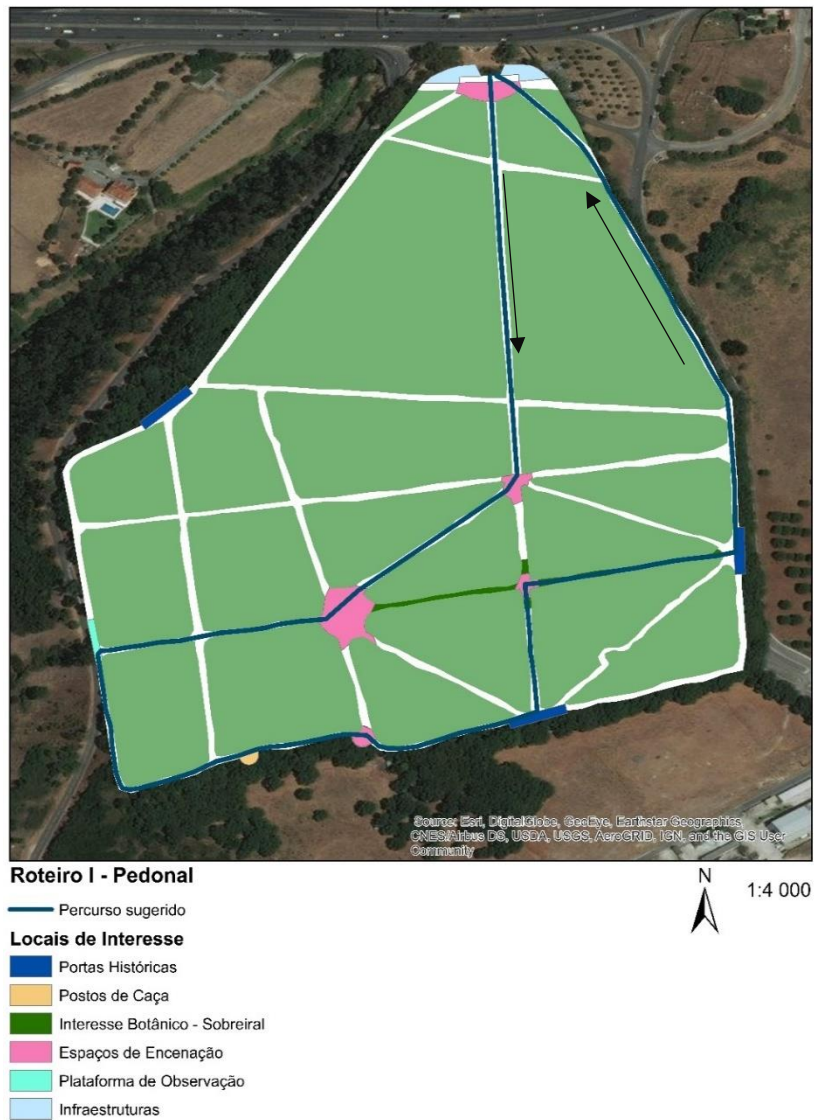 Source: Esri, DigitalGlobe, GeoEye, Earthstar Geographics,
CNES/Airbus DS, USDA, USGS, AeroGRID, IGN, and the GIS User
Community
Roteiro I - Pedonal
N
1:4 000
Percurso sugerido
Locais de Interesse
Portas Históricas
Postos de Caça
Interesse Botânico - Sobreiral
Espaços de Encenação
Plataforma de Observação
Infraestruturas